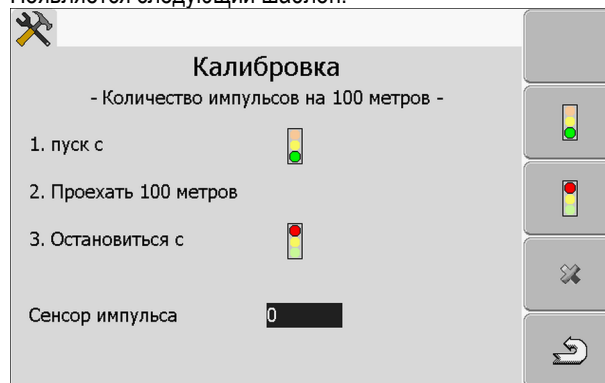 Появляется следующий шаблон:
Калибровка
- Количество импульсов на 100 метров -
1. пуск с
2. Проехать 100 метров
3. Остановиться с
Сенсор импульса
0